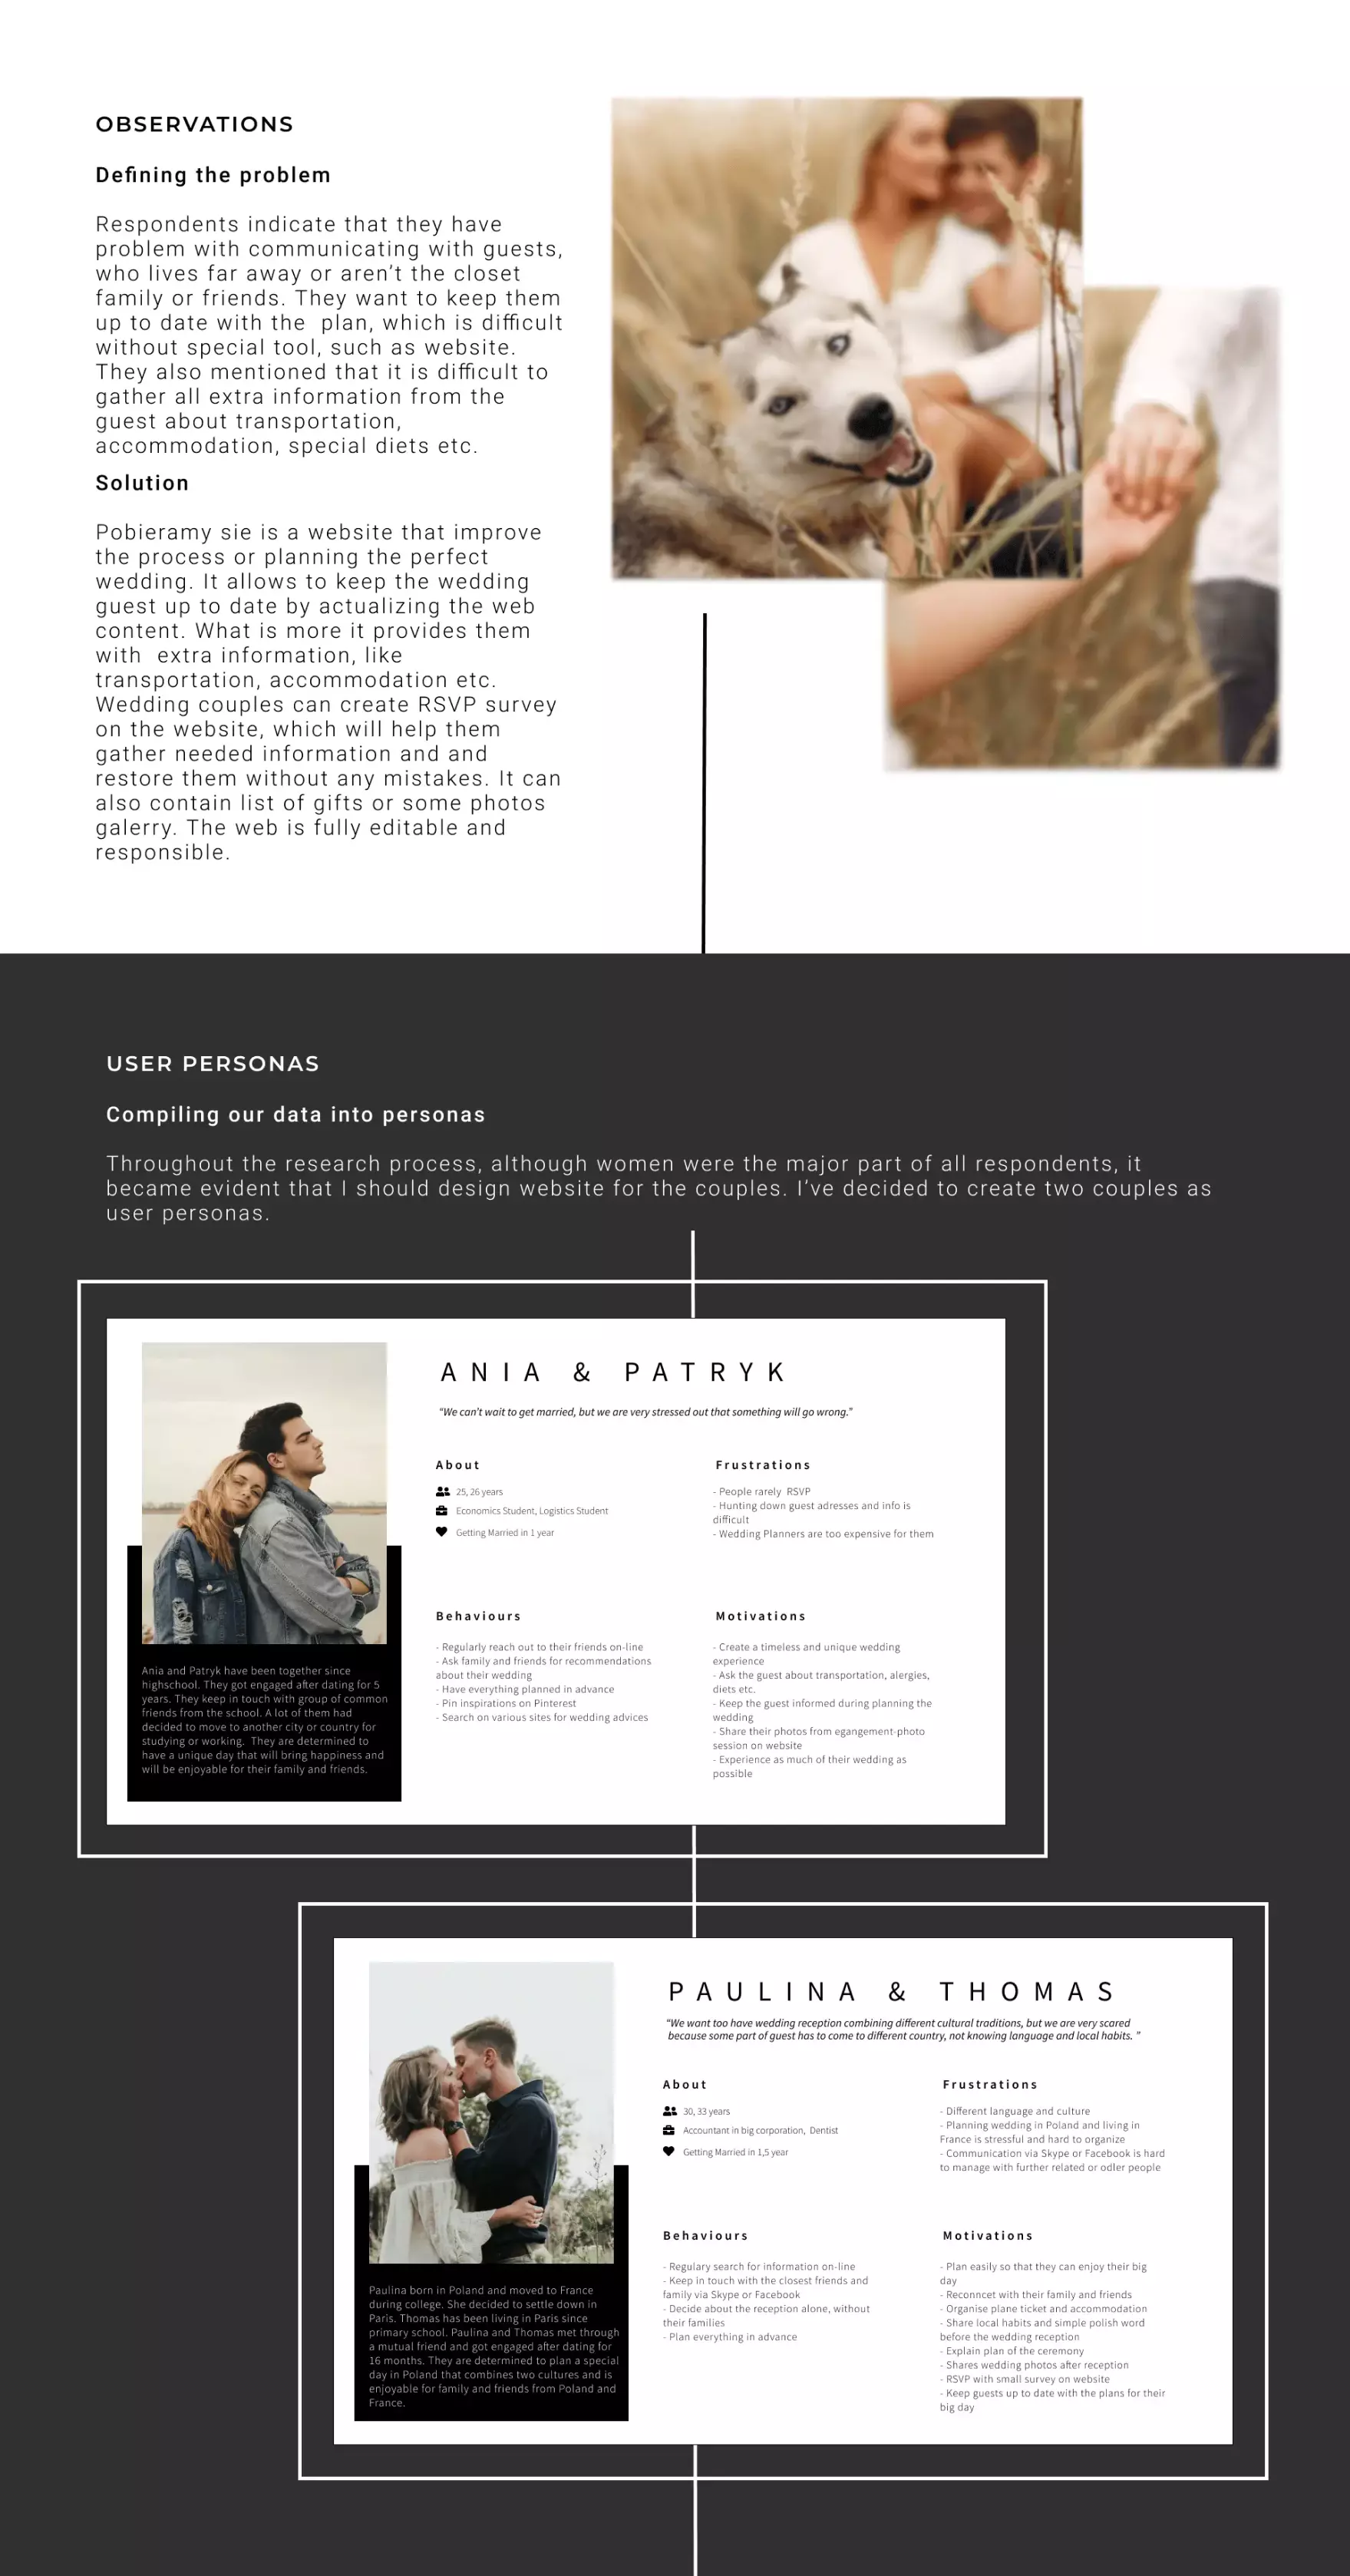 OBSERVATIONS
Defining the problem
Respondents indicate that they have
problem with communicating with guests,
who lives far away or aren't the closet
family or friends. They want to keep them
up to date with the  plan, which is difficult
without special tool, such as website.
They also mentioned that it is difficult to
gather all extra information from the
guest about transportation,
accommodation, special diets etc.
Solution
Pobieramy sie is a website that improve
the process or planning the perfect
wedding. It allows to keep the wedding
guest up to date by actualizing the web
content. What is more it provides them
with  extra information, like
transportation, accommodation etc.
Wedding couples can create RSVP survey
on the website, which will help them
gather needed information and and
restore them without any mistakes. It can
also contain list of gifts or some photos
galerry. The web is fully editable and
responsible.
USER PERSONAS
Compiling our data into personas
Throughout the research process, although women were the major part of all respondents, it
became evident that I should design website for the couples. I've decided to create two couples as
user personas.
ANIA & PATRYK
"We can't wait to get married, but we are very stressed out that something will go wrong."
About
25, 26 years
Economics Student, Logistics Student
Getting Married in 1 year
Frustrations
- People rarely  RSVP
- Hunting down guest adresses and info is
difficult
- Wedding Planners are too expensive for them
Behaviours
- Regularly reach out to their friends on-line
- Ask family and friends for recommendations
about their wedding
- Have everything planned in advance
- Pin inspirations on Pinterest
- Search on various sites for wedding advices
Motivations
- Create a timeless and unique wedding
experience
- Ask the guest about transportation, alergies,
diets etc.
- Keep the guest informed during planning the
wedding
- Share their photos from egangement-photo
session on website
- Experience as much of their wedding as
possible
Ania and Patryk have been together since
highschool. They got engaged after dating for 5
years. They keep in touch with group of common
friends from the school. A lot of them had
decided to move to another city or country for
studying or working.  They are determined to
have a unique day that will bring happiness and
will be enjoyable for their family and friends.
PAULINA & THOMAS
"We want too have wedding reception combining different cultural traditions, but we are very scared
because some part of guest has to come to different country, not knowing language and local habits. "
About
30, 33 years
Accountant in big corporation,  Dentist
Getting Married in 1,5 year
Frustrations
- Different language and culture
- Planning wedding in Poland and living in
France is stressful and hard to organize
- Communication via Skype or Facebook is hard
to manage with further related or odler people
Behaviours
- Regulary search for information on-line
- Keep in touch with the closest friends and
family via Skype or Facebook
- Decide about the reception alone, without
their families
- Plan everything in advance
Motivations
- Plan easily so that they can enjoy their big
day
- Reconncet with their family and friends
- Organise plane ticket and accommodation
- Share local habits and simple polish word
before the wedding reception
- Explain plan of the ceremony
- Shares wedding photos after reception
- RSVP with small survey on website
- Keep guests up to date with the plans for their
big day
Paulina born in Poland and moved to France
during college. She decided to settle down in
Paris. Thomas has been living in Paris since
primary school. Paulina and Thomas met through
a mutual friend and got engaged after dating for
16 months. They are determined to plan a special
day in Poland that combines two cultures and is
enjoyable for family and friends from Poland and
France.